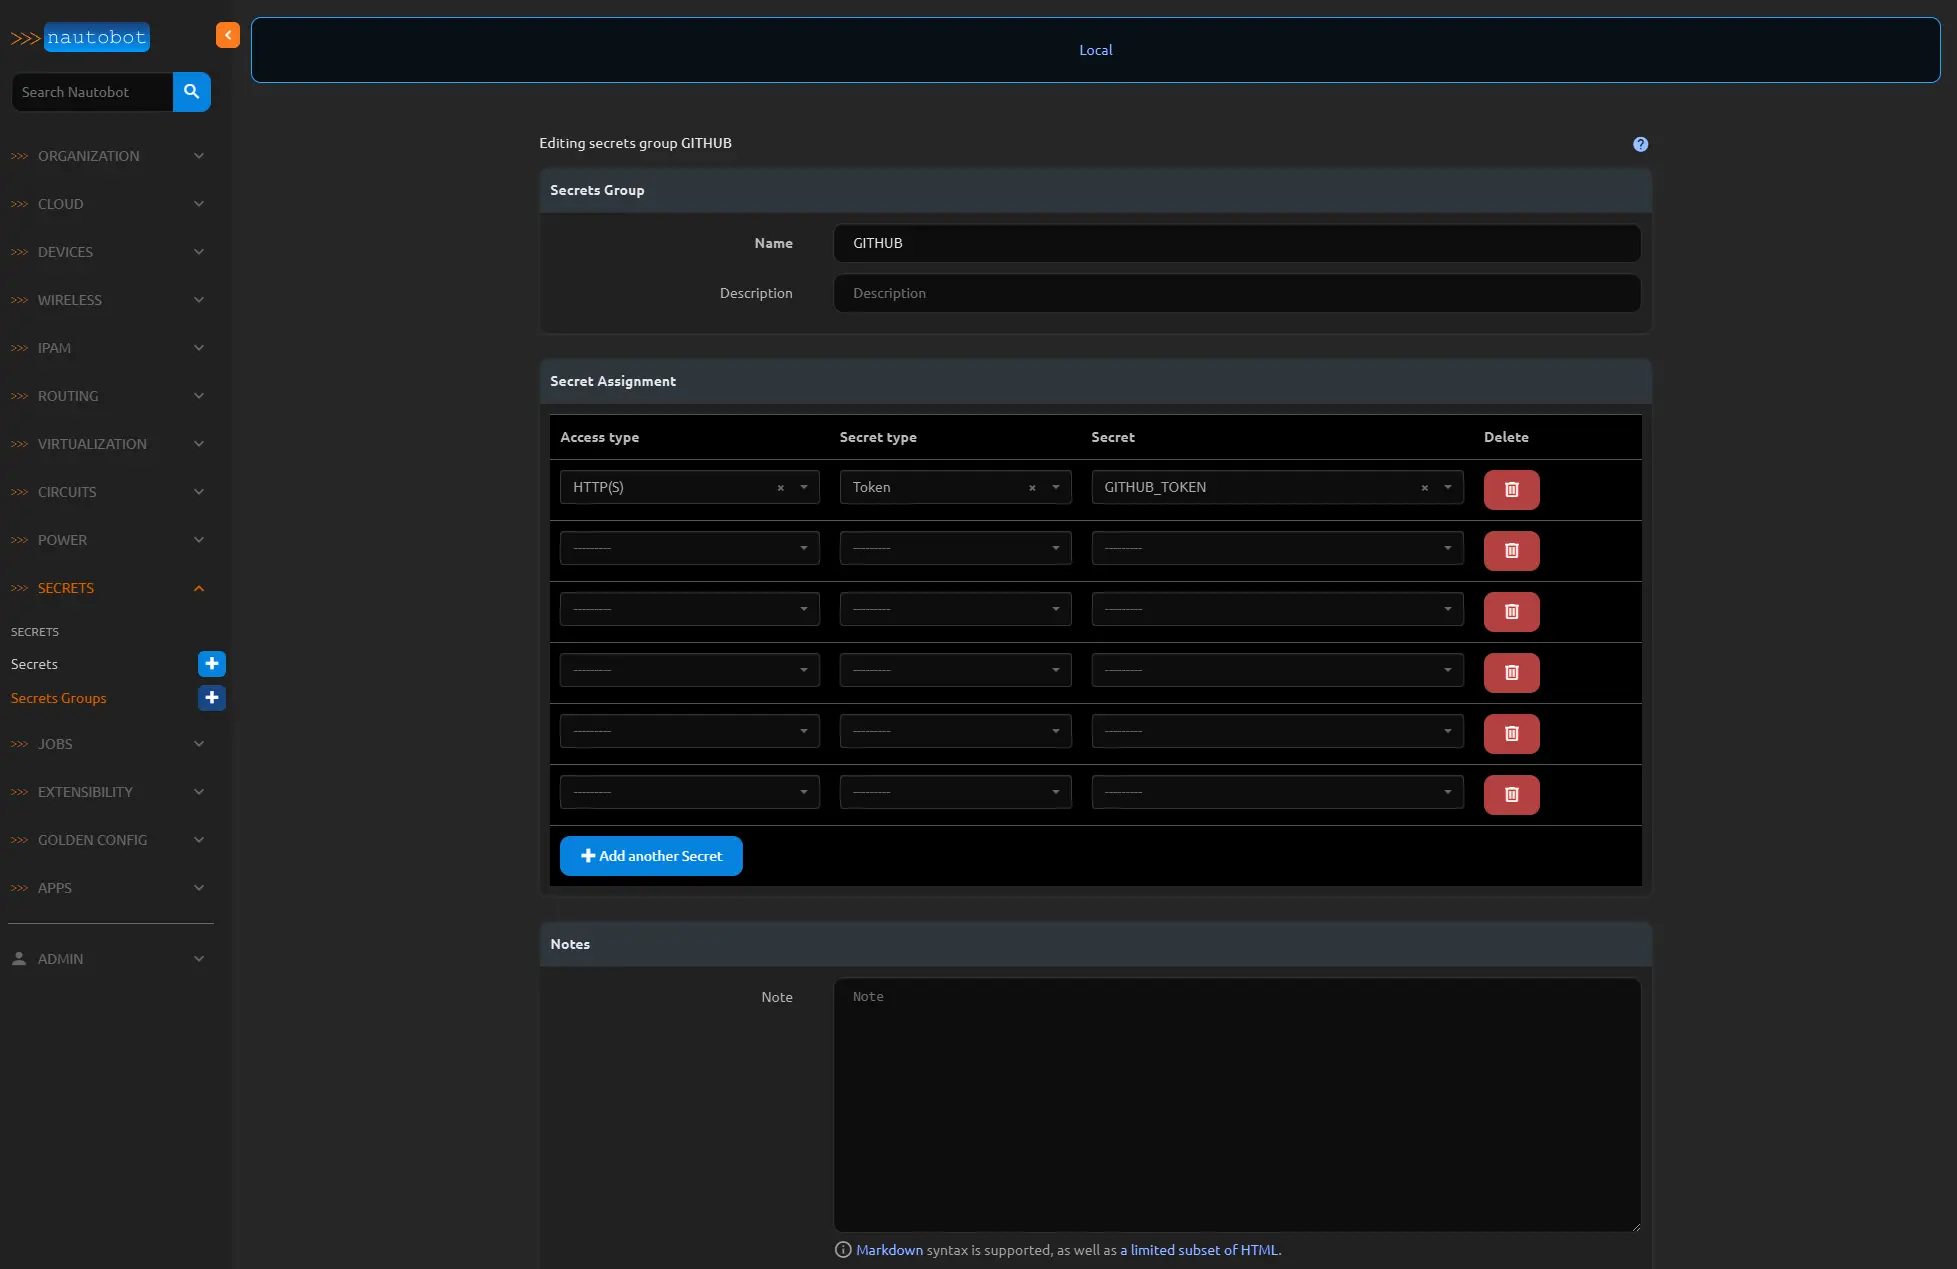 >>> nautobot
Local
Search Nautobot
>>> ORGANIZATION
>>> CLOUD
>>> DEVICES
>>> WIRELESS
>>> IPAM
>>> ROUTING
>>> VIRTUALIZATION
>>> CIRCUITS
>>> POWER
>>> SECRETS
SECRETS
Secrets
Secrets Groups
>>> JOBS
>>> EXTENSIBILITY
>>> GOLDEN CONFIG
>>> APPS
ADMIN
Editing secrets group GITHUB
Secrets Group
Name GITHUB
Description Description
Secret Assignment
Access type Secret type Secret Delete
HTTP(S) × Token × GITHUB_TOKEN ×
--------- --------- ---------
--------- --------- ---------
--------- --------- ---------
--------- --------- ---------
--------- --------- ---------
Add another Secret
Notes
Note Note
Markdown syntax is supported, as well as a limited subset of HTML.